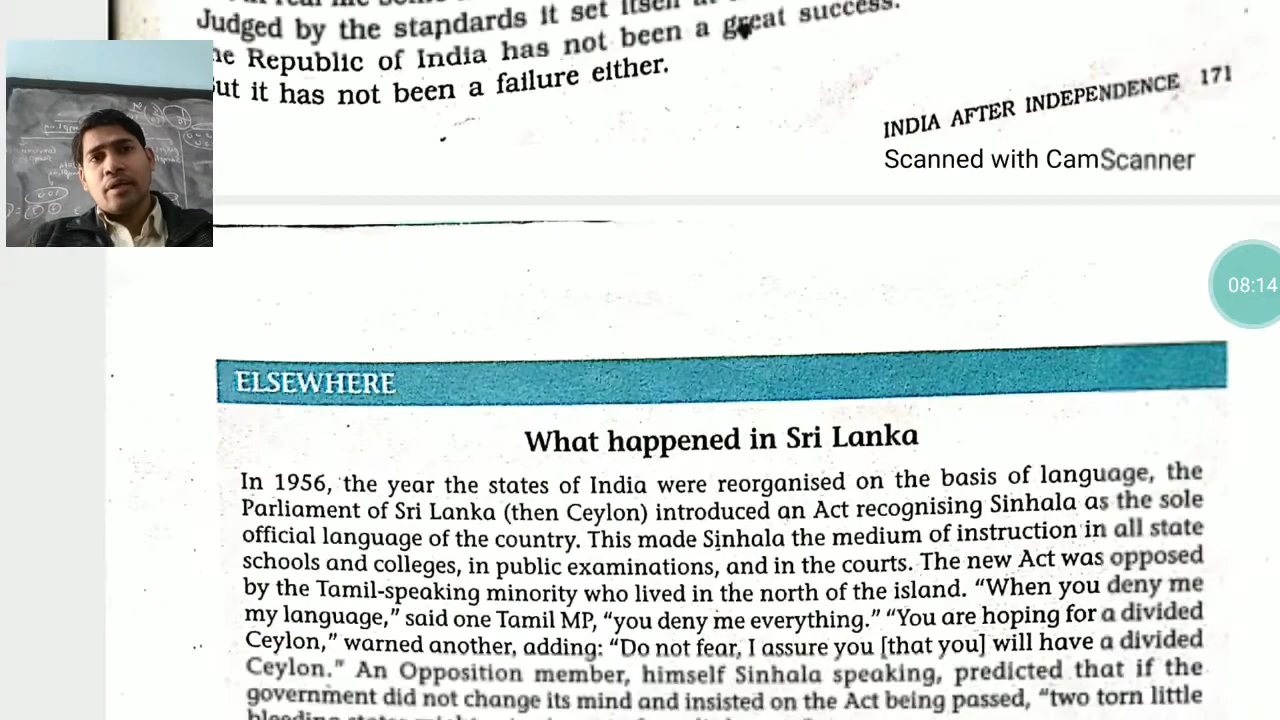 Judged by the standards it set itself
he Republic of India has not been a great success.
ut it has not been a failure either.
INDIA AFTER INDEPENDENCE 171
Scanned with CamScanner
08:14
ELSEWHERE
What happened in Sri Lanka
In 1956, the year the states of India were reorganised on the basis of language, the
Parliament of Sri Lanka (then Ceylon) introduced an Act recognising Sinhala as the sole
official language of the country. This made Sinhala the medium of instruction in all state
schools and colleges, in public examinations, and in the courts. The new Act was opposed
by the Tamil-speaking minority who lived in the north of the island. “When you deny me
my language,” said one Tamil MP, “you deny me everything.” “You are hoping for a divided
Ceylon,” warned another, adding: “Do not fear, I assure you [that you] will have a divided
Ceylon.” An Opposition member, himself Sinhala speaking, predicted that if the
government did not change its mind and insisted on the Act being passed, “two torn little